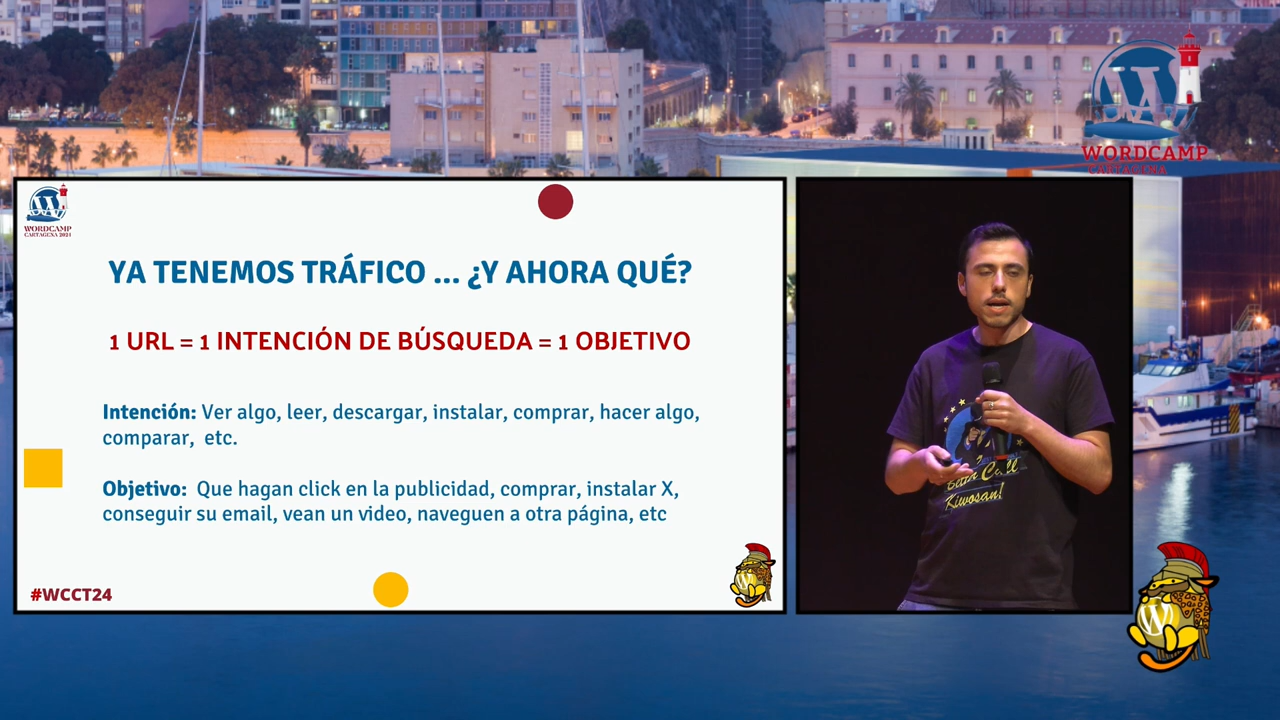 WORDCAMP
CARTAGENA
WORDCAMP
CARTAGENA 2024
YA TENEMOS TRÁFICO ... ¿Y AHORA QUÉ?
1 URL = 1 INTENCIÓN DE BÚSQUEDA = 1 OBJETIVO
Intención: Ver algo, leer, descargar, instalar, comprar, hacer algo,
comparar, etc.
Objetivo: Que hagan click en la publicidad, comprar, instalar X,
conseguir su email, vean un video, naveguen a otra página, etc
#WCCT24
Better Call
Kiwosan!